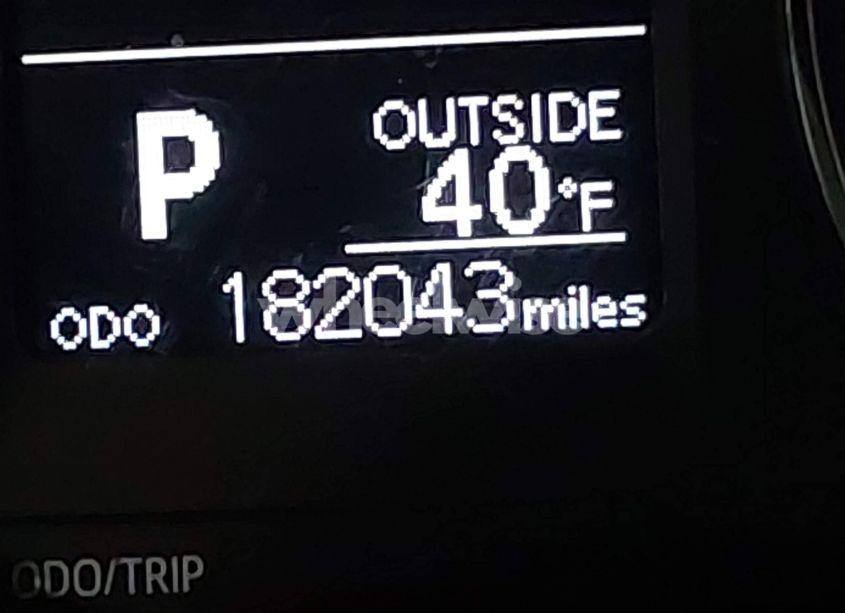 P
OUTSIDE
40°F
ODO 182043 miles
ODO/TRIP